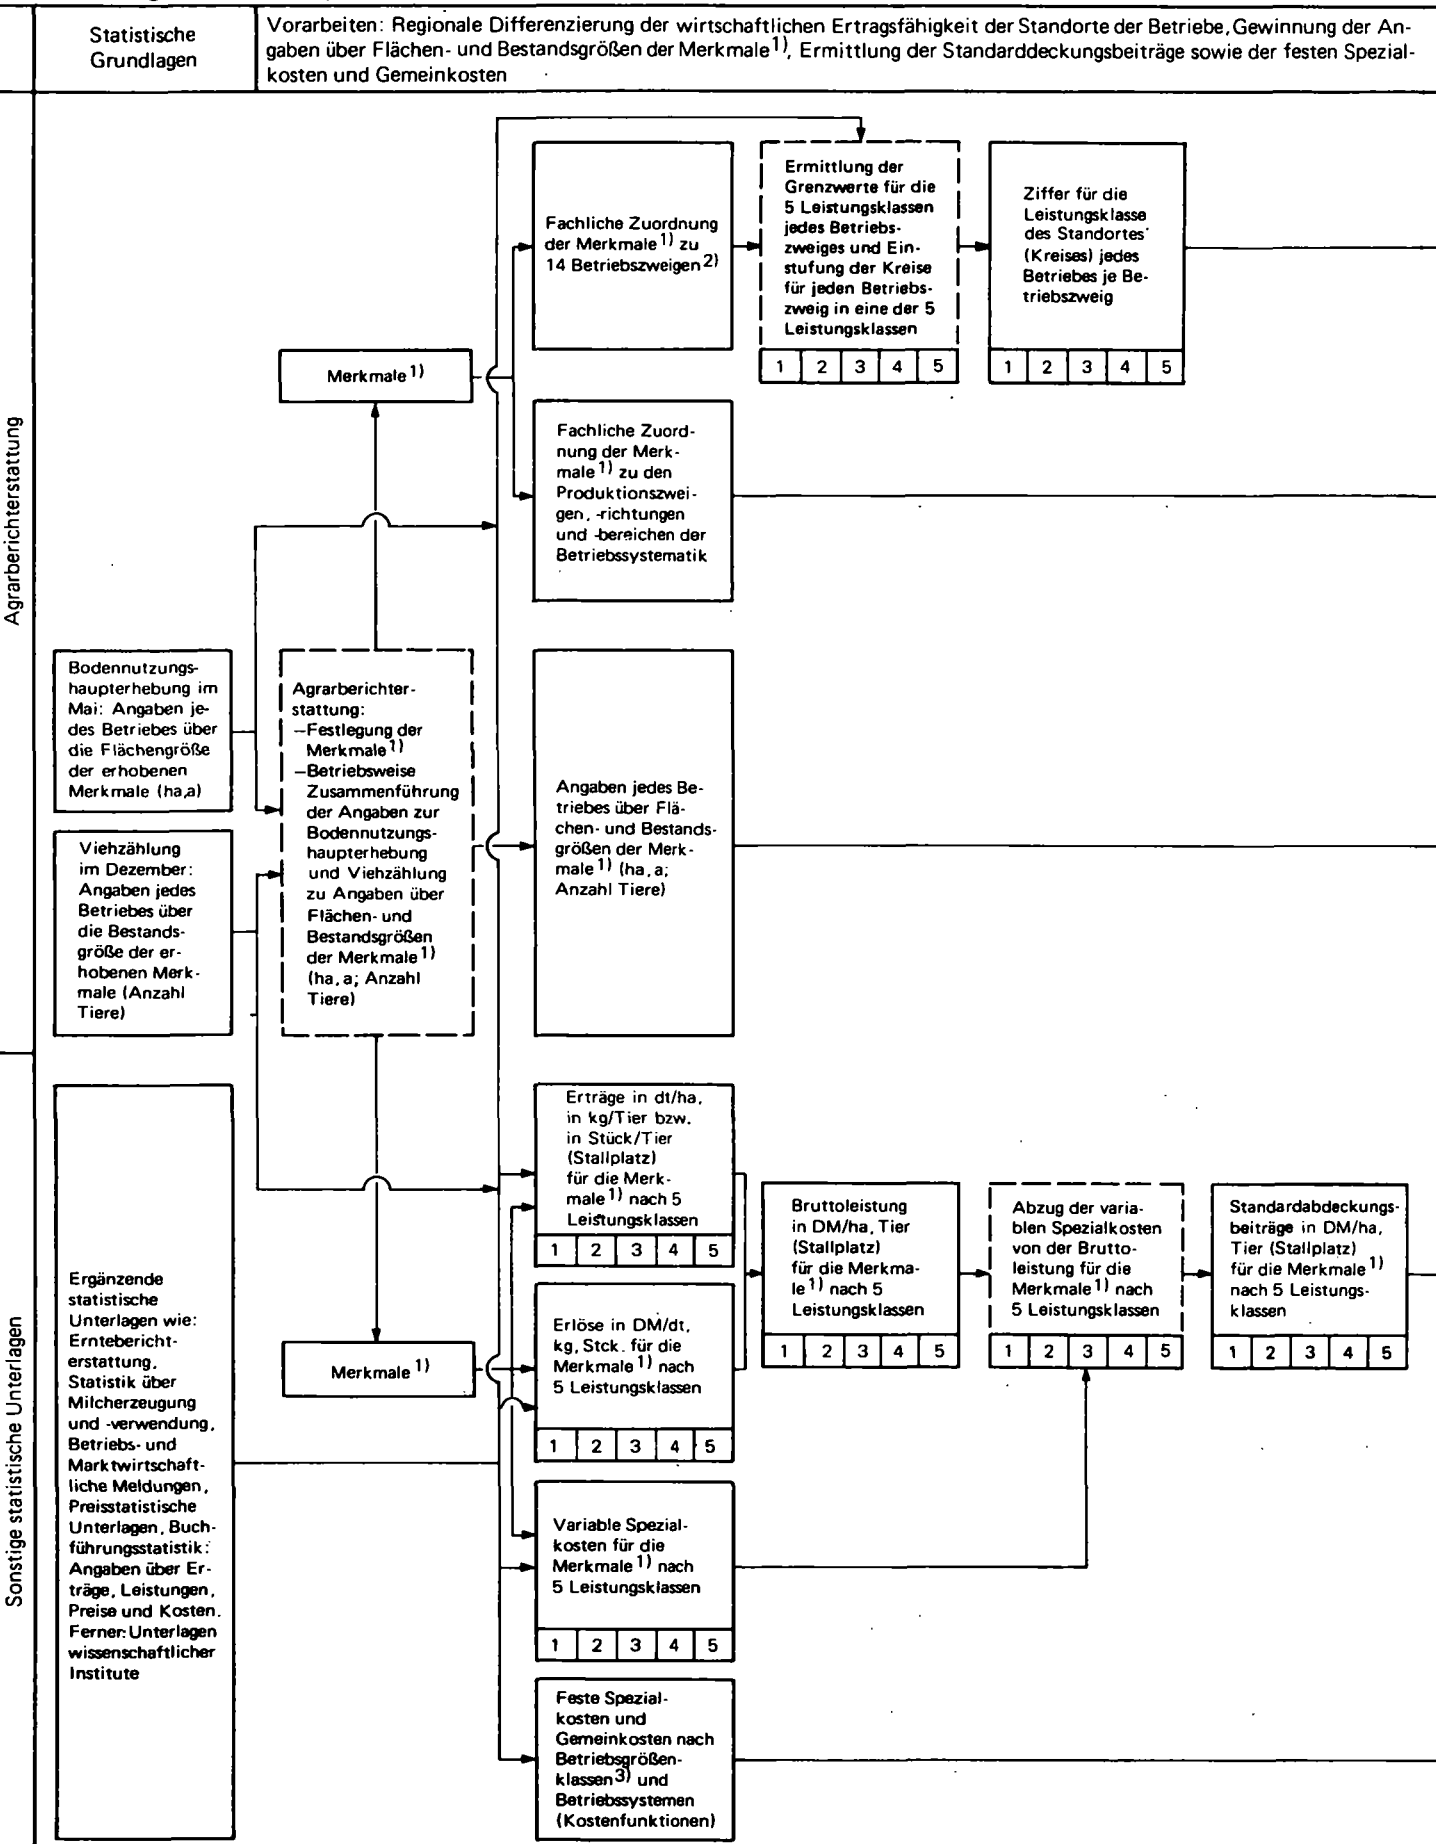 Statistische
Grundlagen
Vorarbeiten: Regionale Differenzierung der wirtschaftlichen Ertragsfähigkeit der Standorte der Betriebe, Gewinnung der An-
gaben über Flächen- und Bestandsgrößen der Merkmale 1), Ermittlung der Standarddeckungsbeiträge sowie der festen Spezial-
kosten und Gemeinkosten
Agrarberichterstattung
Fachliche Zuordnung
der Merkmale 1) zu
14 Betriebszweigen 2)
Ermittlung der
Grenzwerte für die
5 Leistungsklassen
jedes Betriebs-
zweiges und Ein-
stufung der Kreise
für jeden Betriebs-
zweig in eine der 5
Leistungsklassen
1 2 3 4 5
Ziffer für die
Leistungsklasse
des Standortes
(Kreises) jedes
Betriebes je Be-
triebszweig
1 2 3 4 5
Merkmale 1)
Fachliche Zuord-
nung der Merk-
male 1) zu den
Produktionszwei-
gen, -richtungen
und -bereichen der
Betriebssystematik
Bodennutzungs-
haupterhebung im
Mai: Angaben je-
des Betriebes über
die Flächengröße
der erhobenen
Merkmale (ha,a)
Viehzählung
im Dezember:
Angaben jedes
Betriebes über
die Bestands-
größe der er-
hobenen Merk-
male (Anzahl
Tiere)
Agrarberichter-
stattung:
—Festlegung der
Merkmale 1)
—Betriebsweise
Zusammenführung
der Angaben zur
Bodennutzungs-
haupterhebung
und Viehzählung
zu Angaben über
Flächen- und
Bestandsgrößen
der Merkmale 1)
(ha, a; Anzahl
Tiere)
Angaben jedes Be-
triebes über Flä-
chen- und Bestands-
größen der Merk-
male 1) (ha, a;
Anzahl Tiere)
Sonstige statistische Unterlagen
Ergänzende
statistische
Unterlagen wie:
Erntebericht-
erstattung,
Statistik über
Milcherzeugung
und -verwendung,
Betriebs- und
Marktwirtschaft-
liche Meldungen,
Preisstatistische
Unterlagen, Buch-
führungsstatistik:
Angaben über Er-
träge, Leistungen,
Preise und Kosten.
Ferner: Unterlagen
wissenschaftlicher
Institute
Merkmale 1)
Erträge in dt/ha,
in kg/Tier bzw.
in Stück/Tier
(Stallplatz)
für die Merk-
male 1) nach 5
Leistungsklassen
1 2 3 4 5
Erlöse in DM/dt,
kg, Stck. für die
Merkmale 1) nach
5 Leistungsklassen
1 2 3 4 5
Variable Spezial-
kosten für die
Merkmale 1) nach
5 Leistungsklassen
1 2 3 4 5
Feste Spezial-
kosten und
Gemeinkosten nach
Betriebsgrößen-
klassen 3) und
Betriebssystemen
(Kostenfunktionen)
Bruttoleistung
in DM/ha, Tier
(Stallplatz)
für die Merkma-
le 1) nach 5
Leistungsklassen
1 2 3 4 5
Abzug der varia-
blen Spezialkosten
von der Brutto-
leistung für die
Merkmale 1) nach
5 Leistungsklassen
1 2 3 4 5
Standardabdeckungs-
beiträge in DM/ha,
Tier (Stallplatz)
für die Merkmale 1)
nach 5 Leistungs-
klassen
1 2 3 4 5